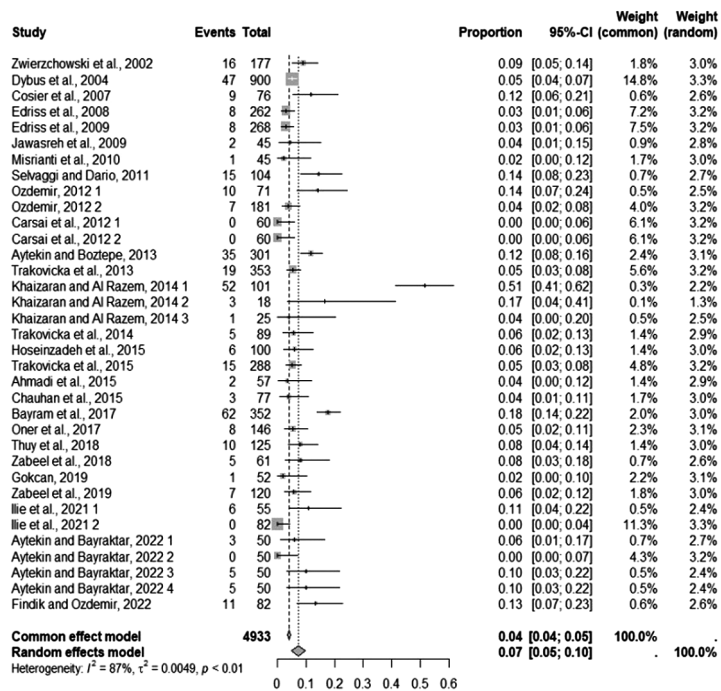 Weight Weight
Study Events Total Proportion 95%-CI (common) (random)
Zwierzchowski et al., 2002 16 177 0.09 [0.05; 0.14] 1.8% 3.0%
Dybus et al., 2004 47 900 0.05 [0.04; 0.07] 14.8% 3.3%
Cosier et al., 2007 9 76 0.12 [0.06; 0.21] 0.6% 2.6%
Edriss et al., 2008 8 262 0.03 [0.01; 0.06] 7.2% 3.2%
Edriss et al., 2009 8 268 0.03 [0.01; 0.06] 7.5% 3.2%
Jawasreh et al., 2009 2 45 0.04 [0.01; 0.15] 0.9% 2.8%
Misrianti et al., 2010 1 45 0.02 [0.00; 0.12] 1.7% 3.0%
Selvaggi and Dario, 2011 15 104 0.14 [0.08; 0.23] 0.7% 2.7%
Ozdemir, 2012 1 10 71 0.14 [0.07; 0.24] 0.5% 2.5%
Ozdemir, 2012 2 7 181 0.04 [0.02; 0.08] 4.0% 3.2%
Carsai et al., 2012 1 0 60 0.00 [0.00; 0.06] 6.1% 3.2%
Carsai et al., 2012 2 0 60 0.00 [0.00; 0.06] 6.1% 3.2%
Aytekin and Boztepe, 2013 35 301 0.12 [0.08; 0.16] 2.4% 3.1%
Trakovicka et al., 2013 19 353 0.05 [0.03; 0.08] 5.6% 3.2%
Khaizaran and Al Razem, 2014 1 52 101 0.51 [0.41; 0.62] 0.3% 2.2%
Khaizaran and Al Razem, 2014 2 3 18 0.17 [0.04; 0.41] 0.1% 1.3%
Khaizaran and Al Razem, 2014 3 1 25 0.04 [0.00; 0.20] 0.5% 2.5%
Trakovicka et al., 2014 5 89 0.06 [0.02; 0.13] 1.4% 2.9%
Hoseinzadeh et al., 2015 6 100 0.06 [0.02; 0.13] 1.4% 3.0%
Trakovicka et al., 2015 15 288 0.05 [0.03; 0.08] 4.8% 3.2%
Ahmadi et al., 2015 2 57 0.04 [0.00; 0.12] 1.4% 2.9%
Chauhan et al., 2015 3 77 0.04 [0.01; 0.11] 1.7% 3.0%
Bayram et al., 2017 62 352 0.18 [0.14; 0.22] 2.0% 3.0%
Oner et al., 2017 8 146 0.05 [0.02; 0.11] 2.3% 3.1%
Thuy et al., 2018 10 125 0.08 [0.04; 0.14] 1.4% 3.0%
Zabeel et al., 2018 5 61 0.08 [0.03; 0.18] 0.7% 2.6%
Gokcan, 2019 1 52 0.02 [0.00; 0.10] 2.2% 3.1%
Zabeel et al., 2019 7 120 0.06 [0.02; 0.12] 1.8% 3.0%
Ilie et al., 2021 1 6 55 0.11 [0.04; 0.22] 0.5% 2.4%
Ilie et al., 2021 2 0 82 0.00 [0.00; 0.04] 11.3% 3.3%
Aytekin and Bayraktar, 2022 1 3 50 0.06 [0.01; 0.17] 0.7% 2.7%
Aytekin and Bayraktar, 2022 2 0 50 0.00 [0.00; 0.07] 4.3% 3.2%
Aytekin and Bayraktar, 2022 3 5 50 0.10 [0.03; 0.22] 0.5% 2.4%
Aytekin and Bayraktar, 2022 4 5 50 0.10 [0.03; 0.22] 0.5% 2.4%
Findik and Ozdemir, 2022 11 82 0.13 [0.07; 0.23] 0.6% 2.6%
Common effect model 4933 0.04 [0.04; 0.05] 100.0% .
Random effects model 0.07 [0.05; 0.10] . 100.0%
Heterogeneity: I² = 87%, τ² = 0.0049, p < 0.01
0 0.1 0.2 0.3 0.4 0.5 0.6